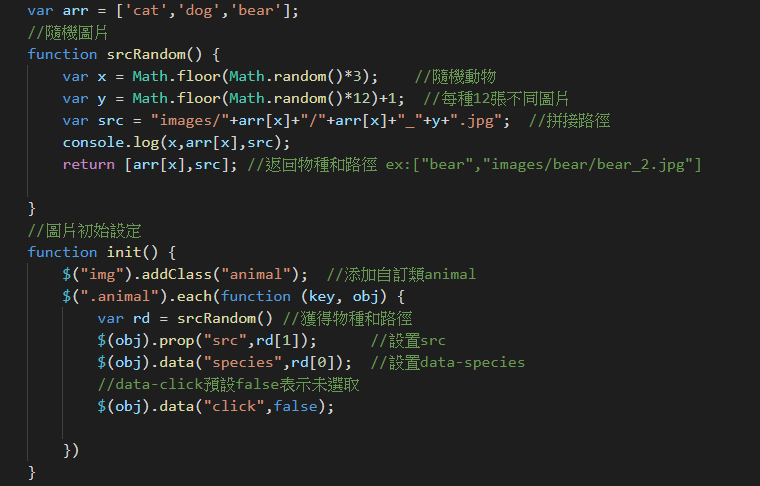 var arr = ['cat','dog','bear'];
//隨機圖片
function srcRandom() {
    var x = Math.floor(Math.random()*3);    //隨機動物
    var y = Math.floor(Math.random()*12)+1;  //每種12張不同圖片
    var src = "images/"+arr[x]+"/"+arr[x]+"_"+y+".jpg";  //拼接路徑
    console.log(x,arr[x],src);
    return [arr[x],src]; //返回物種和路徑 ex:["bear","images/bear/bear_2.jpg"]
}
//圖片初始設定
function init() {
    $("img").addClass("animal");  //添加自訂類animal
    $(".animal").each(function (key, obj) {
        var rd = srcRandom() //獲得物種和路徑
        $(obj).prop("src",rd[1]);      //設置src
        $(obj).data("species",rd[0]);  //設置data-species
        //data-click預設false表示未選取
        $(obj).data("click",false);
    })
}